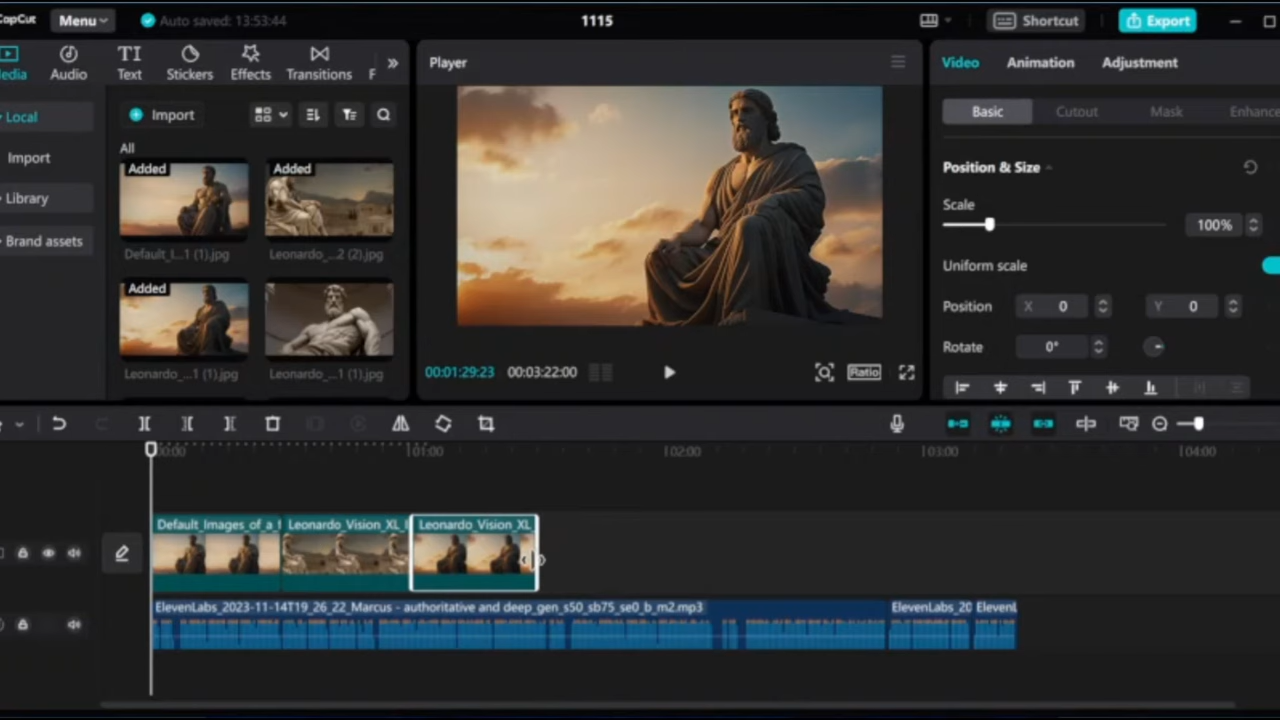 CapCut
Menu
Auto saved: 13:53:44
1115
Shortcut
Export
Media
Audio
Text
Stickers
Effects
Transitions
F
Local
Import
Library
Brand assets
Import
All
Added
Default_I...1 (1).jpg
Added
Leonardo_...2 (2).jpg
Added
Leonardo_...1 (1).jpg
Leonardo_...1 (1).jpg
Player
00:01:29:23
00:03:22:00
Ratio
Video
Animation
Adjustment
Basic
Cutout
Mask
Enhance
Position & Size
Scale
100%
Uniform scale
Position
X
0
Y
0
Rotate
0°
00:00
01:00
02:00
03:00
04:00
Default_Images of a
Leonardo_Vision_XL
Leonardo_Vision_XL
ElevenLabs_2023-11-14T19_26_22_Marcus - authoritative and deep_gen_s50_sb75_se0_b_m2.mp3
ElevenLabs_20
ElevenL